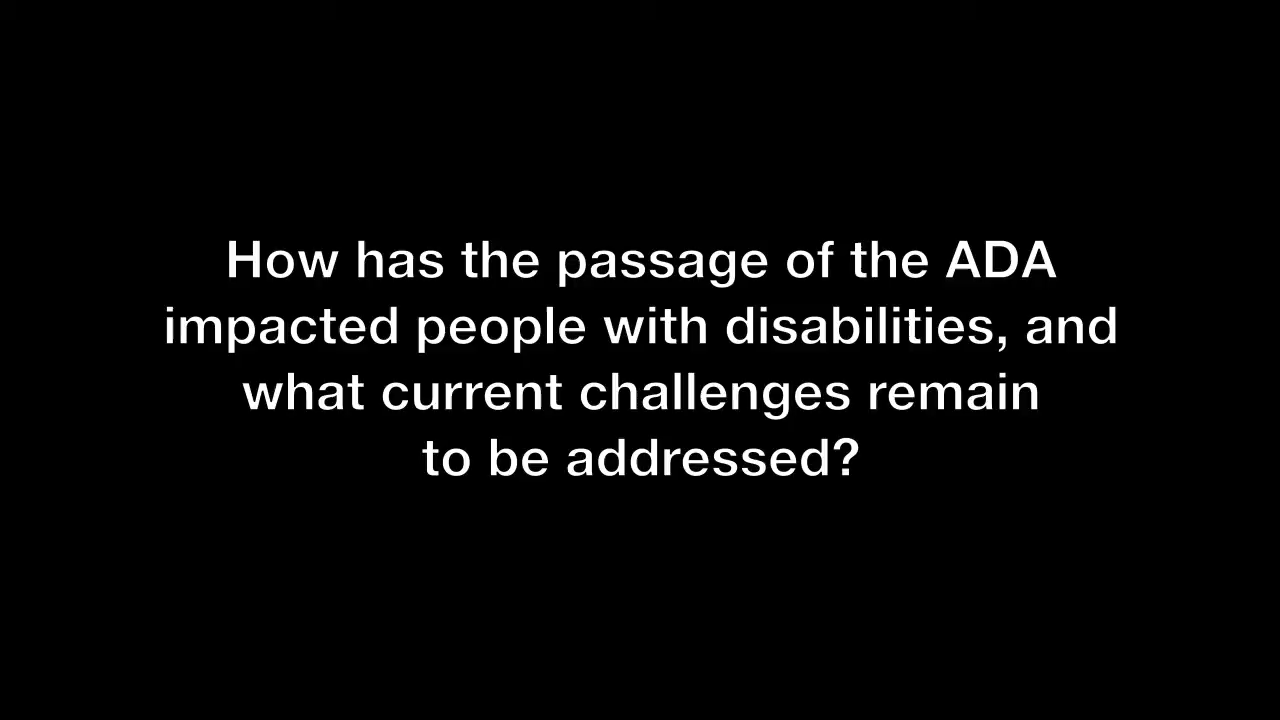 How has the passage of the ADA
impacted people with disabilities, and
what current challenges remain
to be addressed?